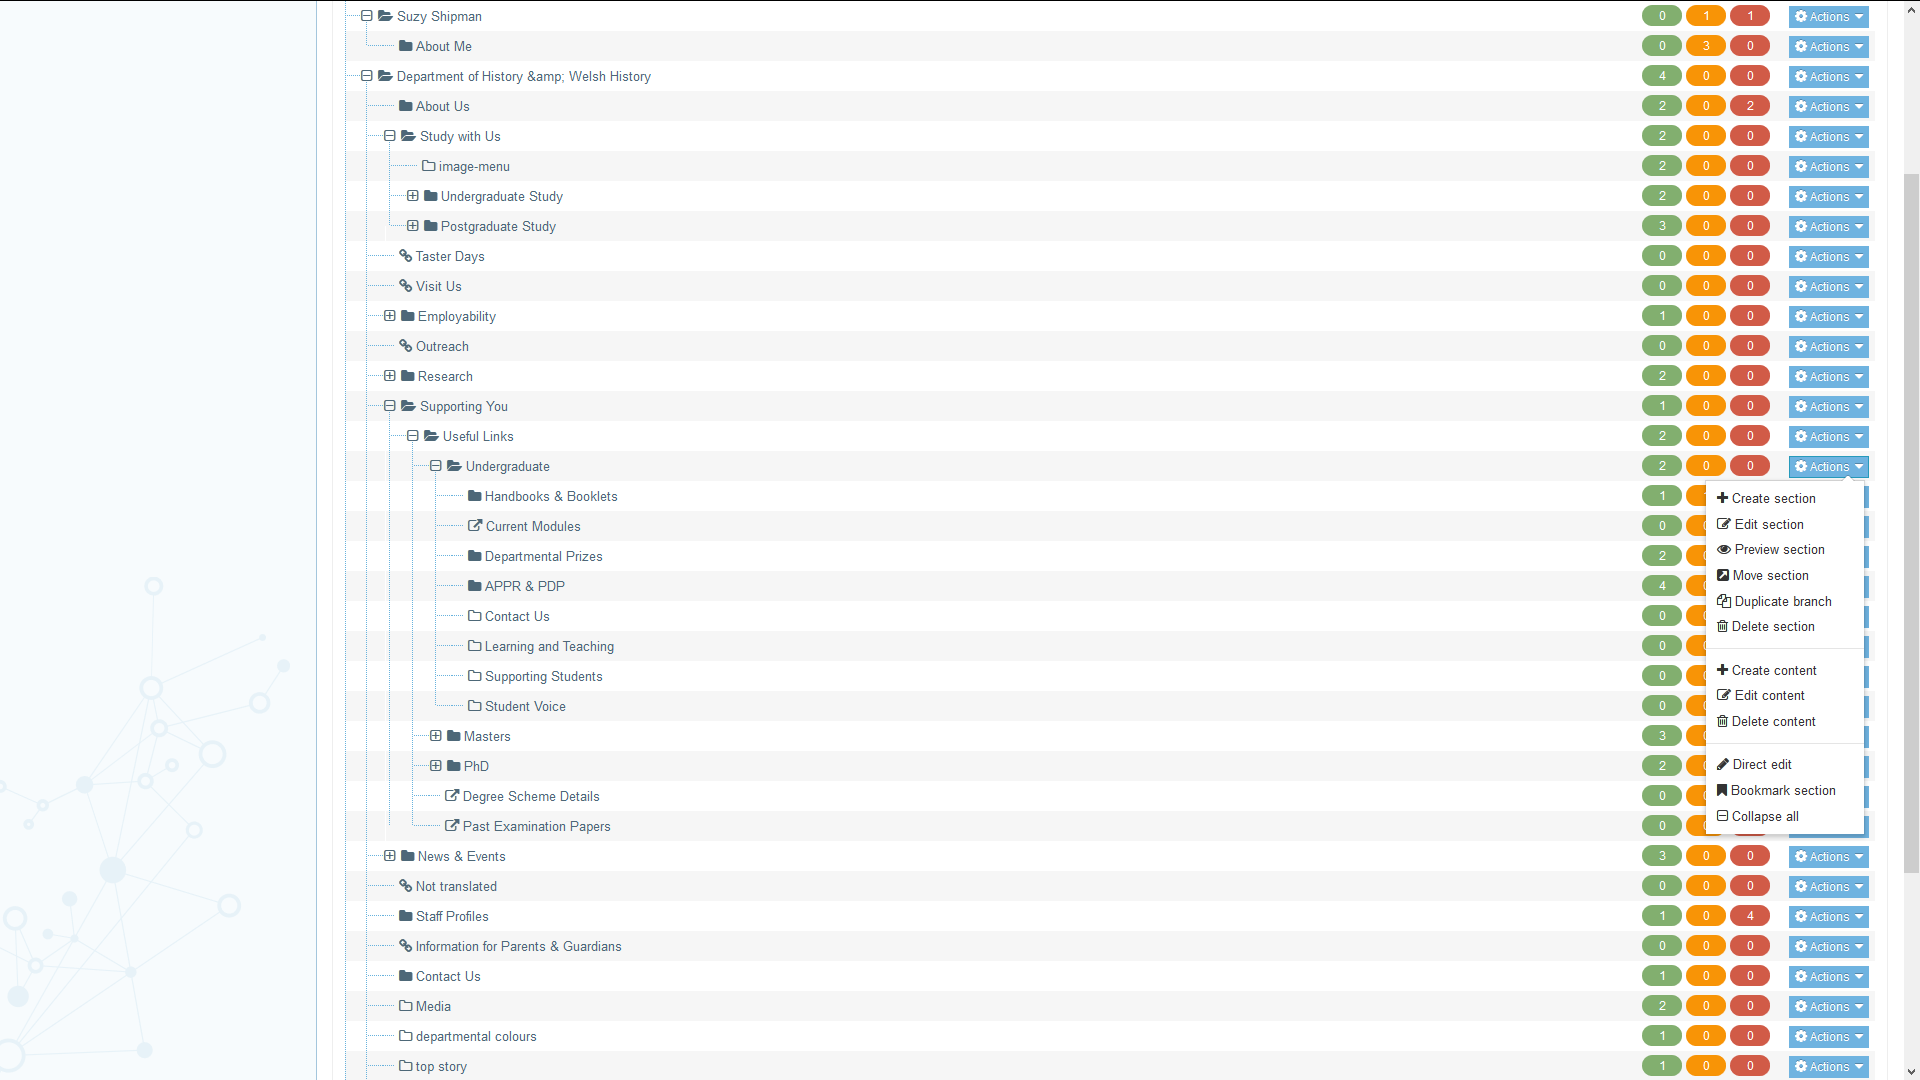 Suzy Shipman 0 1 1 Actions
About Me 0 3 0 Actions
Department of History &amp; Welsh History 4 0 0 Actions
About Us 2 0 2 Actions
Study with Us 2 0 0 Actions
image-menu 2 0 0 Actions
Undergraduate Study 2 0 0 Actions
Postgraduate Study 3 0 0 Actions
Taster Days 0 0 0 Actions
Visit Us 0 0 0 Actions
Employability 1 0 0 Actions
Outreach 0 0 0 Actions
Research 2 0 0 Actions
Supporting You 1 0 0 Actions
Useful Links 2 0 0 Actions
Undergraduate 2 0 0 Actions
Handbooks & Booklets 1
Create section
Current Modules 0
Edit section
Departmental Prizes 2
Preview section
APPR & PDP 4
Move section
Contact Us 0
Duplicate branch
Learning and Teaching 0
Delete section
Supporting Students 0
Create content
Student Voice 0
Edit content
Masters 3
Delete content
PhD 2
Direct edit
Degree Scheme Details 0
Bookmark section
Past Examination Papers 0
Collapse all
News & Events 3 0 0 Actions
Not translated 0 0 0 Actions
Staff Profiles 1 0 4 Actions
Information for Parents & Guardians 0 0 0 Actions
Contact Us 1 0 0 Actions
Media 2 0 0 Actions
departmental colours 1 0 0 Actions
top story 1 0 0 Actions